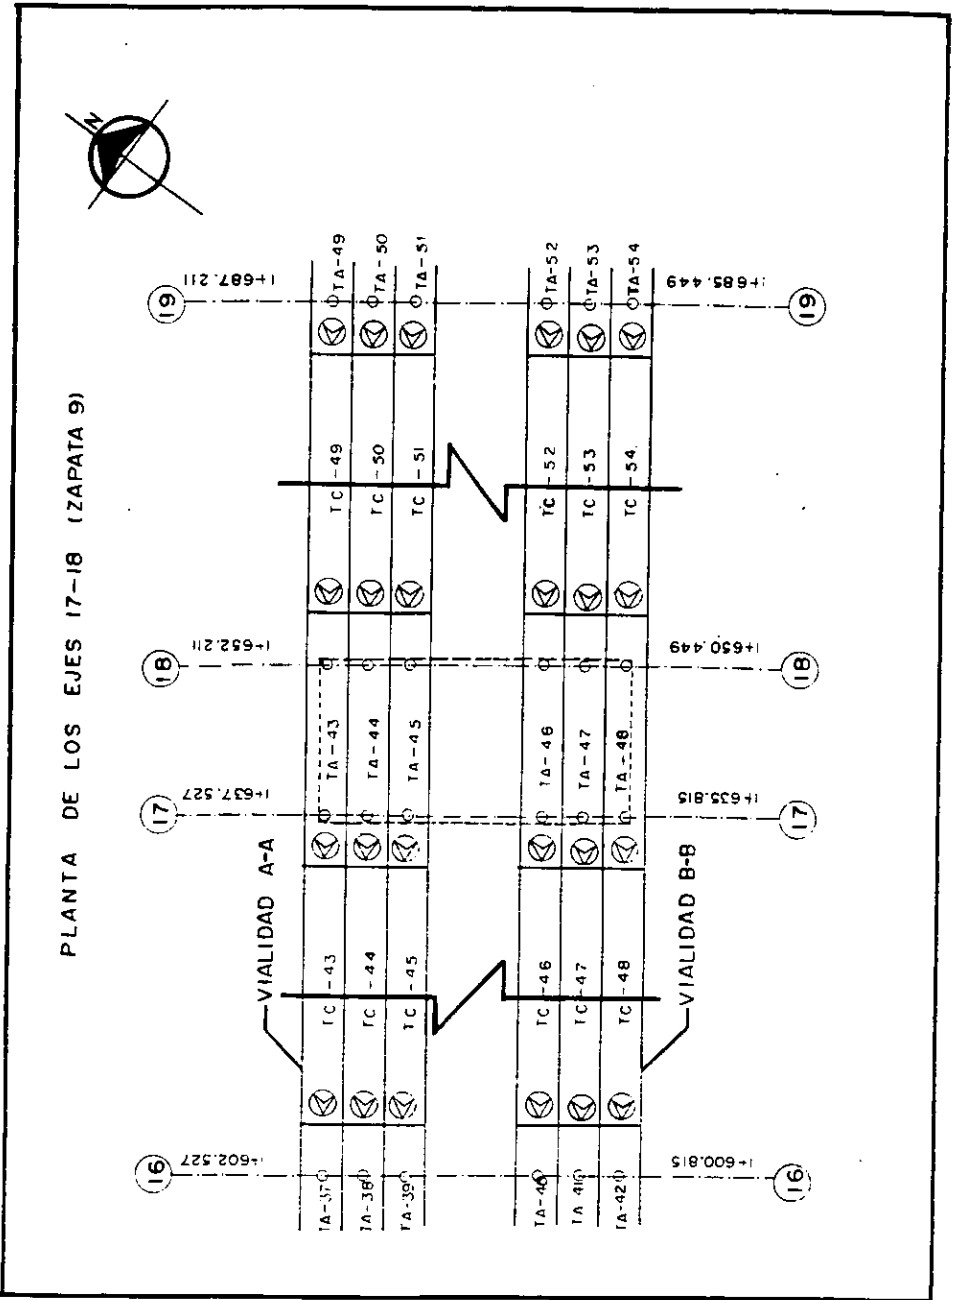 PLANTA DE LOS EJES 17-18 (ZAPATA 9)
N
19
1+687.211
TA-49
TA-50
TA-51
TA-52
TA-53
TA-54
1+685.449
19
TC-49
TC-50
TC-51
TC-52
TC-53
TC-54
18
1+652.211
1+650.449
18
TA-43
TA-44
TA-45
TA-46
TA-47
TA-48
17
1+637.527
1+635.815
17
VIALIDAD A-A
VIALIDAD B-B
TC-43
TC-44
TC-45
TC-46
TC-47
TC-48
16
1+602.527
TA-37
TA-38
TA-39
TA-40
TA-41
TA-42
1+600.815
16